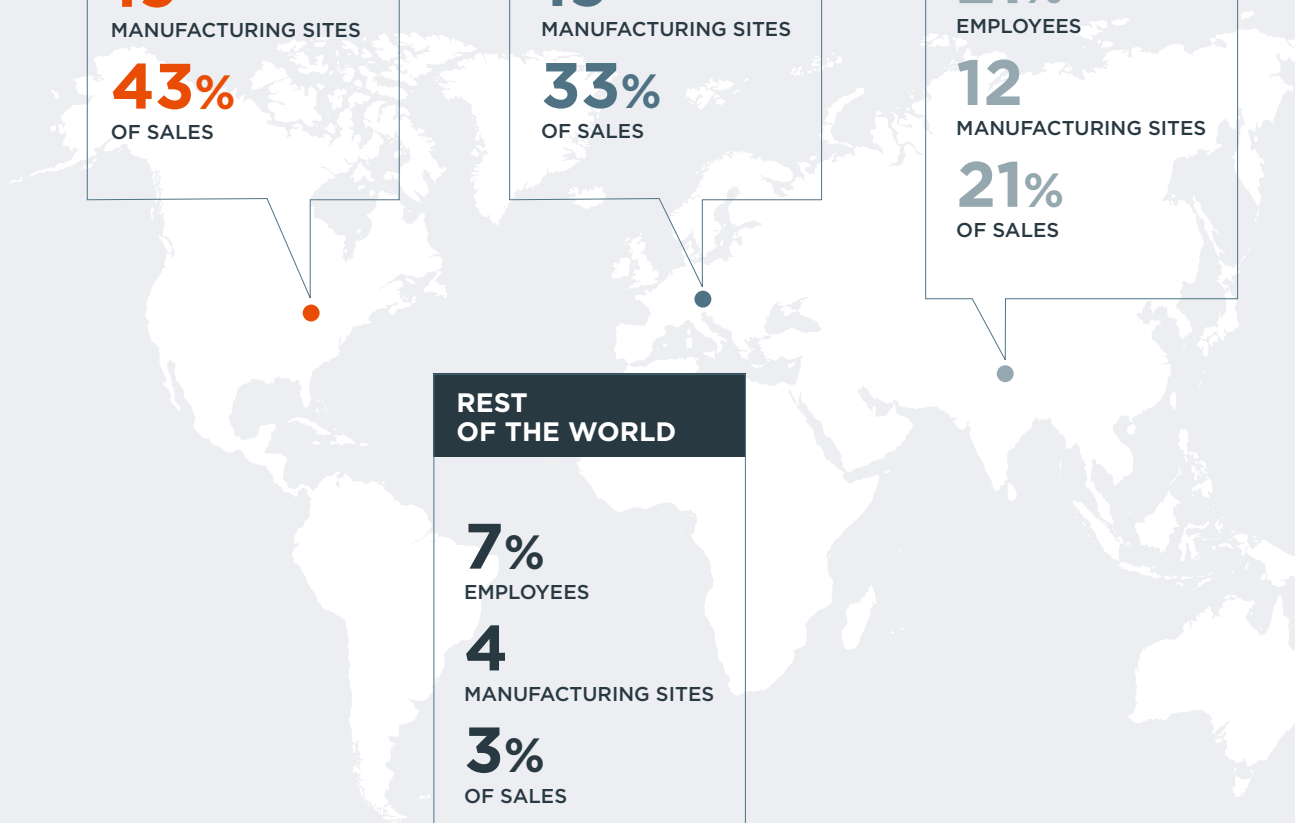 MANUFACTURING SITES
43%
OF SALES
MANUFACTURING SITES
33%
OF SALES
EMPLOYEES
12
MANUFACTURING SITES
21%
OF SALES
REST
OF THE WORLD
7%
EMPLOYEES
4
MANUFACTURING SITES
3%
OF SALES